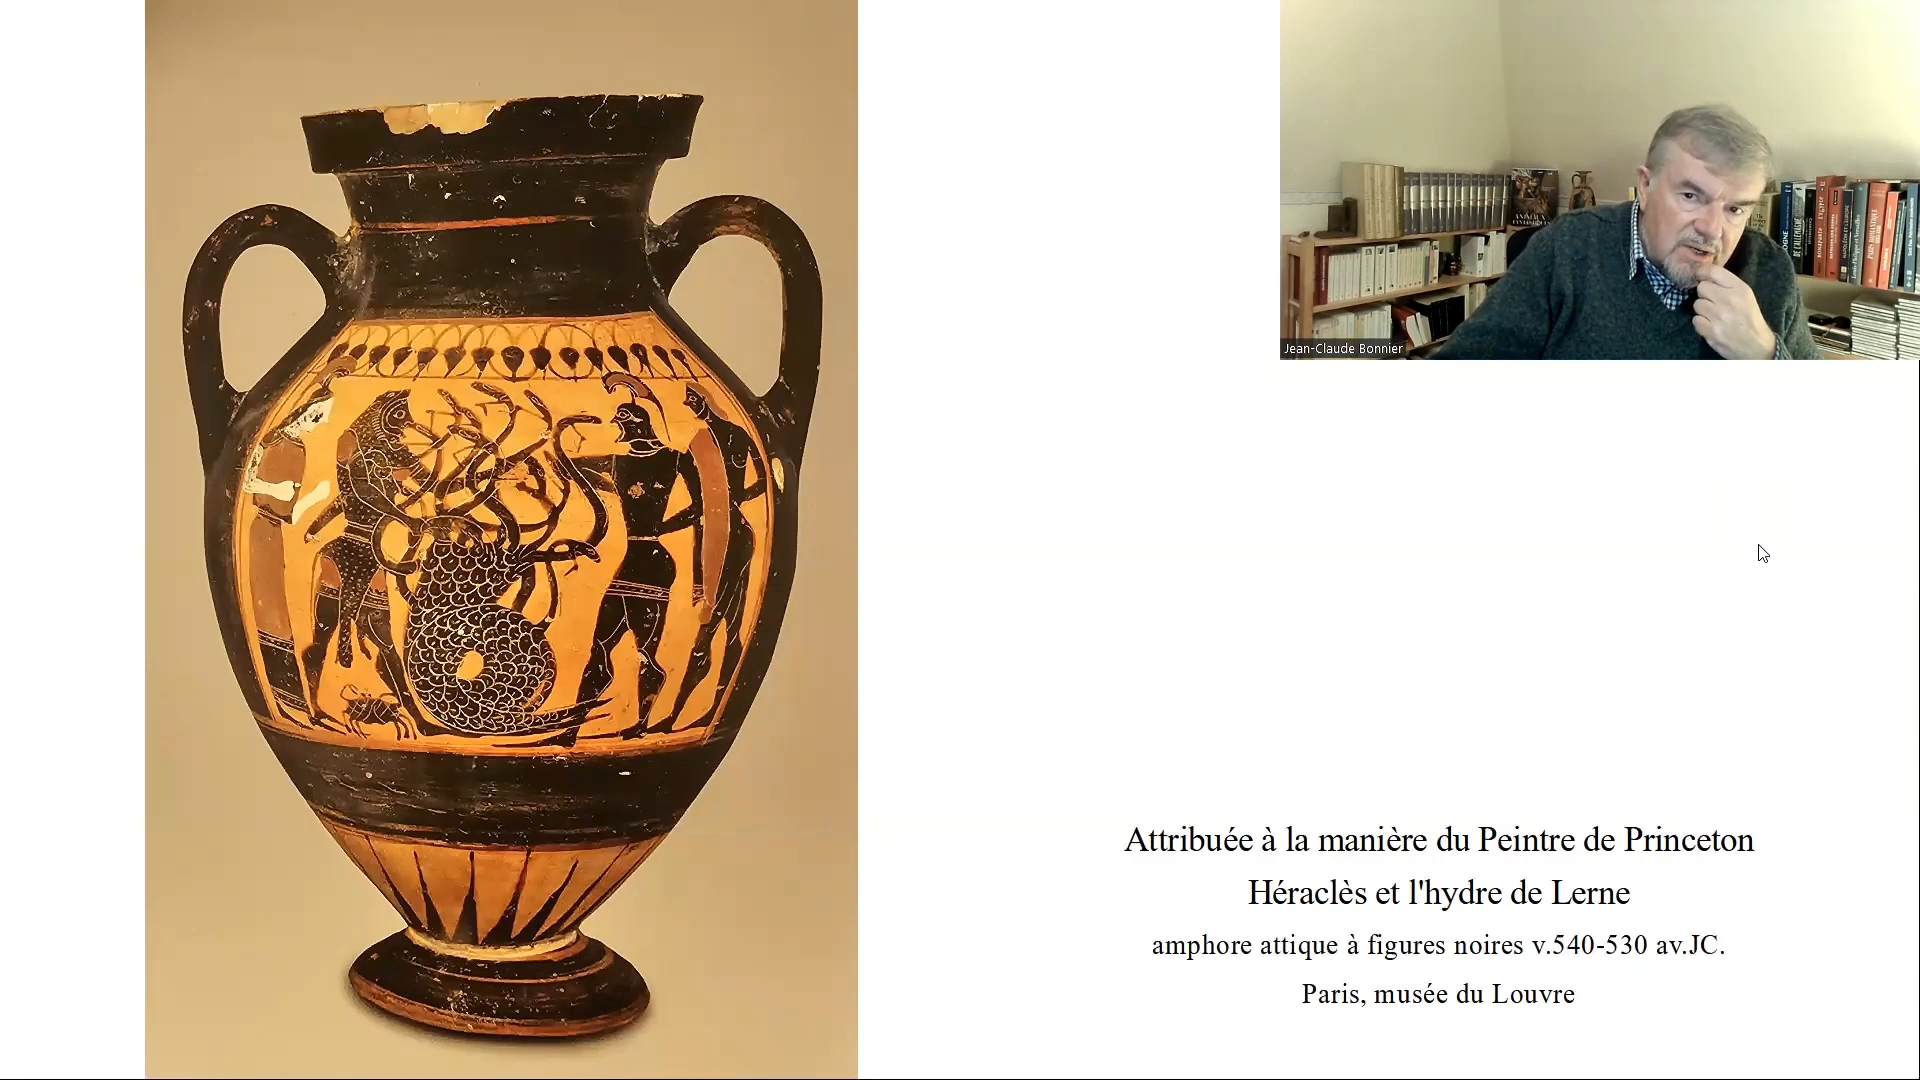 Jean-Claude Bonnier
Attribuée à la manière du Peintre de Princeton
Héraclès et l'hydre de Lerne
amphore attique à figures noires v.540-530 av.JC.
Paris, musée du Louvre